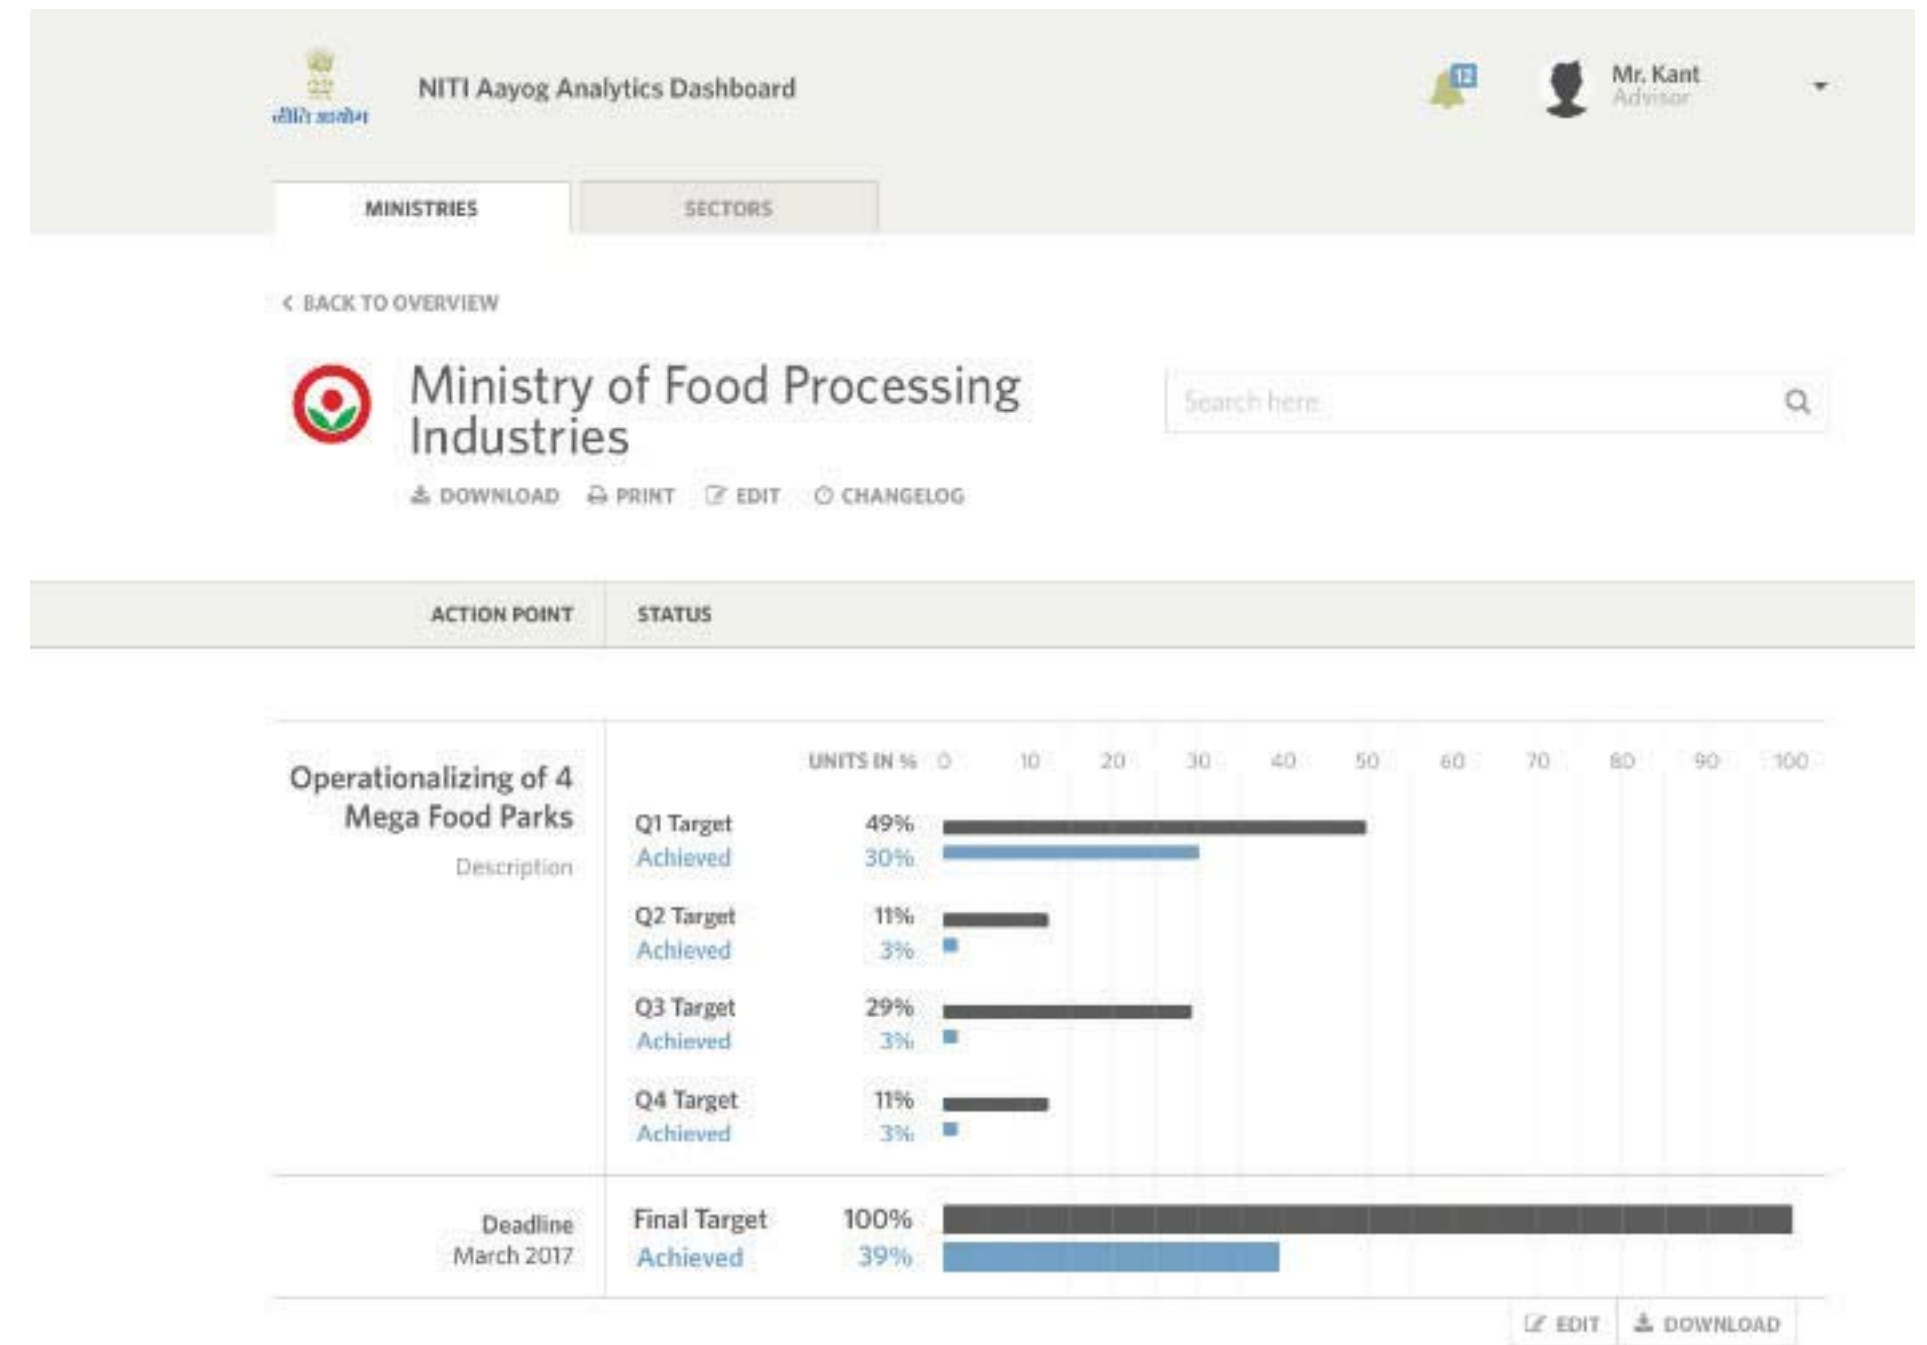 नीति आयोग
NITI Aayog Analytics Dashboard
12
Mr. Kant
Advisor
MINISTRIES
SECTORS
BACK TO OVERVIEW
Ministry of Food Processing
Industries
Search here
DOWNLOAD PRINT EDIT CHANGELOG
ACTION POINT
STATUS
Operationalizing of 4
Mega Food Parks
Description
UNITS IN % 0 10 20 30 40 50 60 70 80 90 100
Q1 Target 49%
Achieved 30%
Q2 Target 11%
Achieved 3%
Q3 Target 29%
Achieved 3%
Q4 Target 11%
Achieved 3%
Deadline
March 2017
Final Target 100%
Achieved 39%
EDIT DOWNLOAD